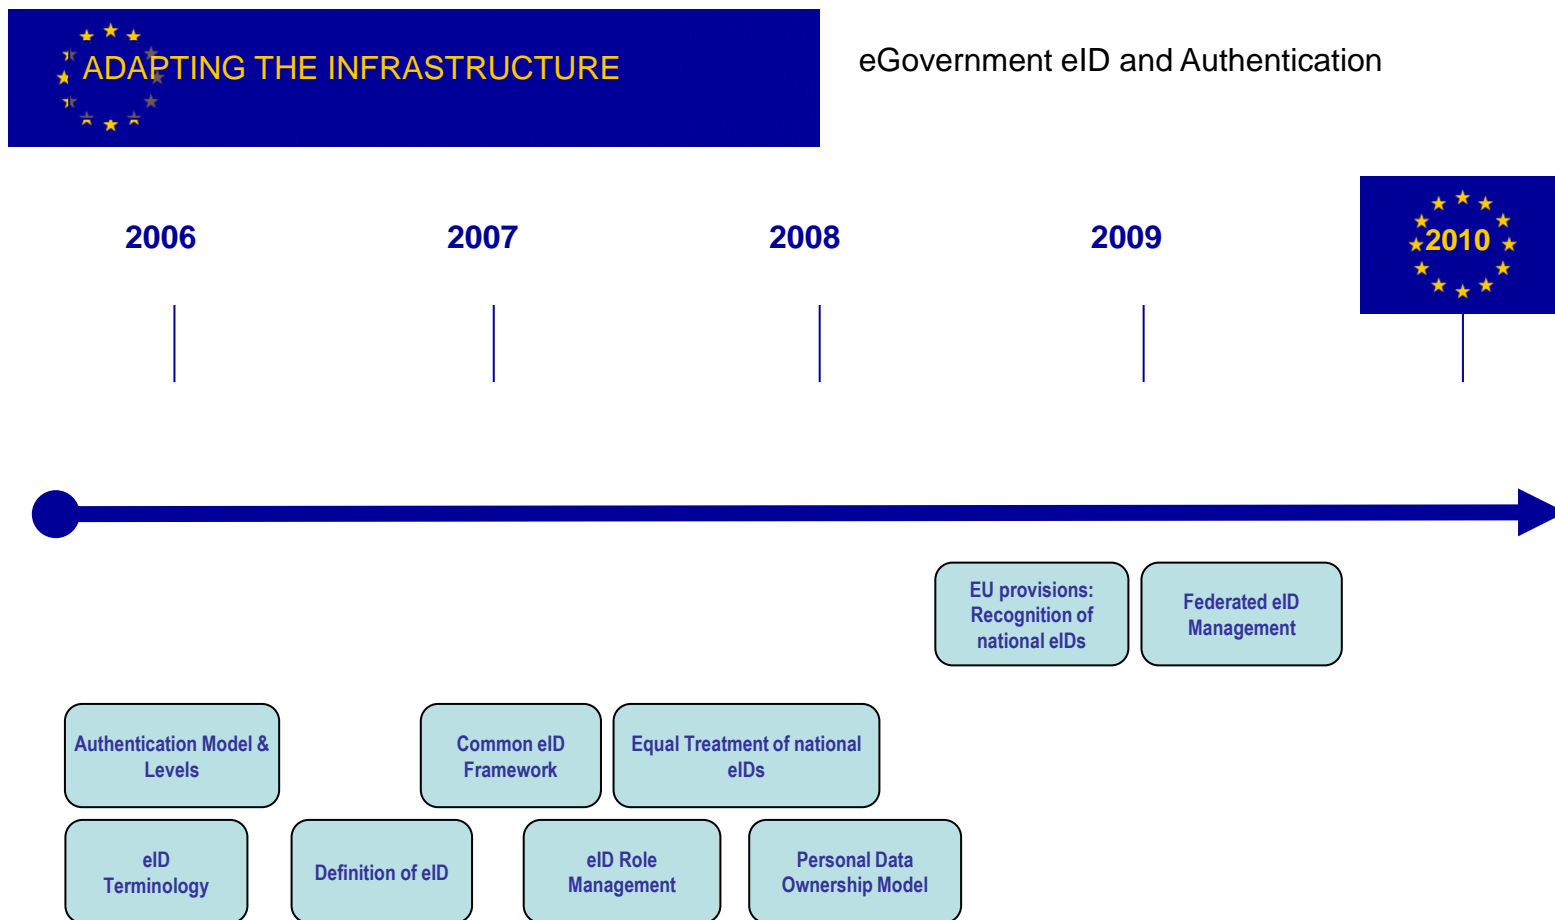 ADAPTING THE INFRASTRUCTURE
eGovernment eID and Authentication
2006
2007
2008
2009
2010
EU provisions:
Recognition of
national eIDs
Federated eID
Management
Authentication Model &
Levels
Common eID
Framework
Equal Treatment of national
eIDs
eID
Terminology
Definition of eID
eID Role
Management
Personal Data
Ownership Model